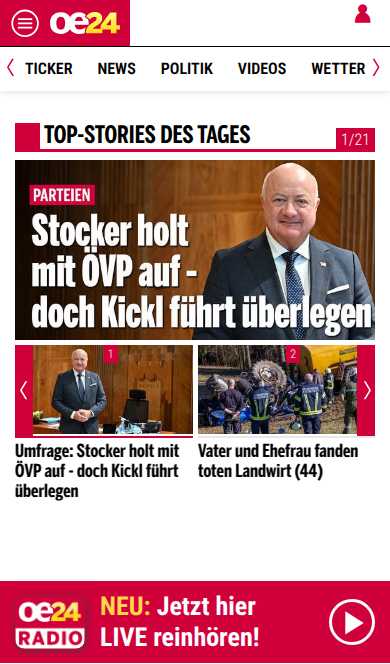 oe24
TICKER NEWS POLITIK VIDEOS WETTER
TOP-STORIES DES TAGES
1/21
PARTEIEN
Stocker holt
mit ÖVP auf -
doch Kickl führt überlegen
1
2
Umfrage: Stocker holt mit
ÖVP auf - doch Kickl führt
überlegen
Vater und Ehefrau fanden
toten Landwirt (44)
oe24
RADIO
NEU: Jetzt hier
LIVE reinhören!